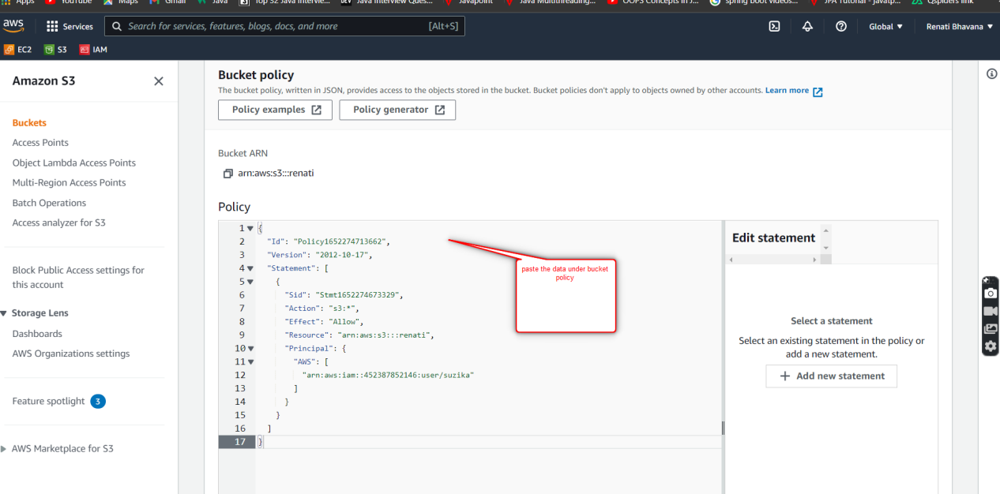 Apps YouTube Maps Gmail Java Top 52 Java Intervie... Java Interview Ques... Javapoint Java Multithreading... OOPS Concepts in J... spring boot videos... JPA Tutorial - javatp... Qspiders link
aws Services Search for services, features, blogs, docs, and more [Alt+S] Global Renati Bhavana
EC2 S3 IAM
Amazon S3
Buckets
Access Points
Object Lambda Access Points
Multi-Region Access Points
Batch Operations
Access analyzer for S3
Block Public Access settings for
this account
Storage Lens
Dashboards
AWS Organizations settings
Feature spotlight 3
AWS Marketplace for S3
Bucket policy
The bucket policy, written in JSON, provides access to the objects stored in the bucket. Bucket policies don't apply to objects owned by other accounts. Learn more
Policy examples Policy generator
Bucket ARN
arn:aws:s3:::renati
Policy
1 {
2 "Id": "Policy1652274713662",
3 "Version": "2012-10-17",
4 "Statement": [
5 {
6 "Sid": "Stmt1652274673329",
7 "Action": "s3:*",
8 "Effect": "Allow",
9 "Resource": "arn:aws:s3:::renati",
10 "Principal": {
11 "AWS": [
12 "arn:aws:iam::452387852146:user/suzika"
13 ]
14 }
15 }
16 ]
17 }
paste the data under bucket
policy
Edit statement
Select a statement
Select an existing statement in the policy or
add a new statement.
Add new statement